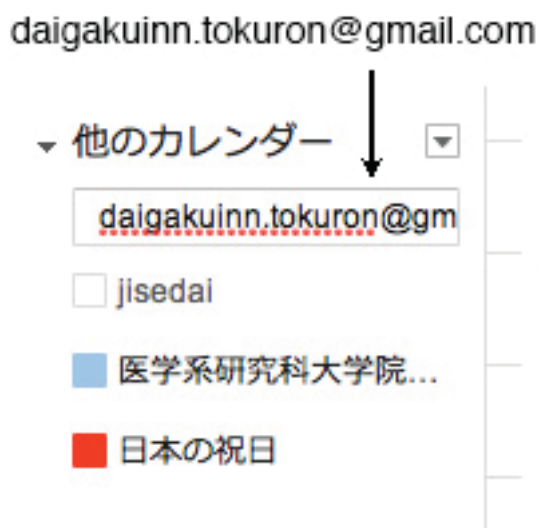 daigakuinn.tokuron@gmail.com
他のカレンダー
daigakuinn.tokuron@gm
jisedai
医学系研究科大学院...
日本の祝日